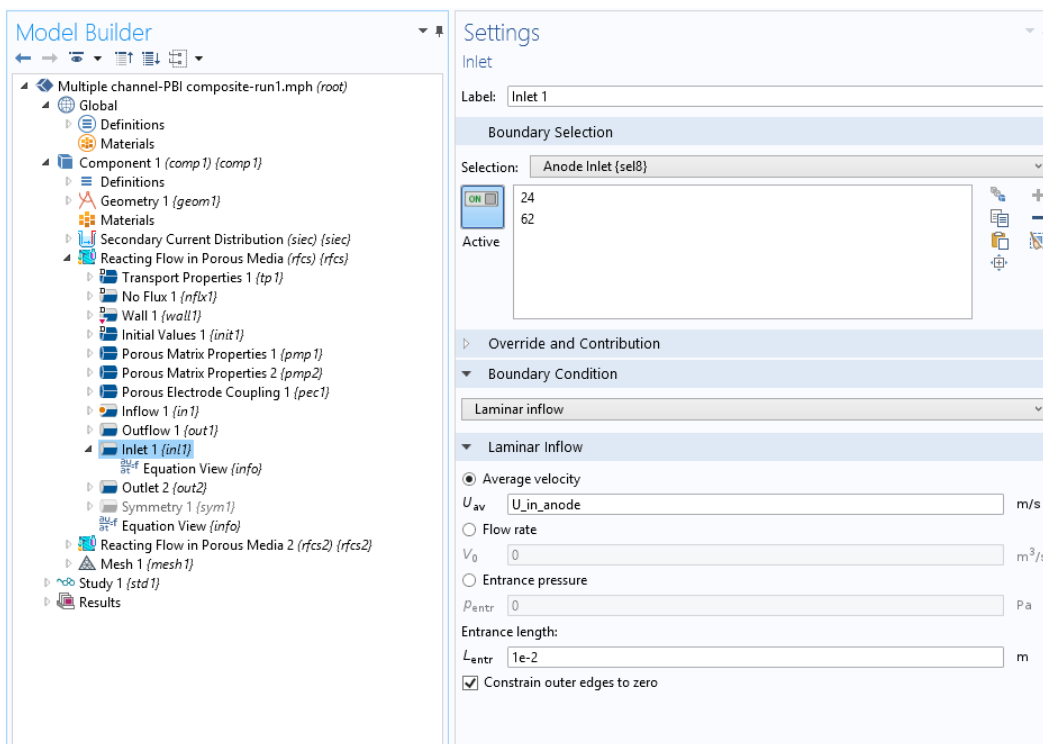 Model Builder
Multiple channel-PBI composite-run1.mph (root)
Global
Definitions
Materials
Component 1 (comp1) {comp1}
Definitions
Geometry 1 {geom1}
Materials
Secondary Current Distribution (siec) {siec}
Reacting Flow in Porous Media (rfcs) {rfcs}
Transport Properties 1 {tp1}
No Flux 1 {nflx1}
Wall 1 {wall1}
Initial Values 1 {init1}
Porous Matrix Properties 1 {pmp1}
Porous Matrix Properties 2 {pmp2}
Porous Electrode Coupling 1 {pec1}
Inflow 1 {in1}
Outflow 1 {out1}
Inlet 1 {inl1}
Equation View {info}
Outlet 2 {out2}
Symmetry 1 {sym1}
Equation View {info}
Reacting Flow in Porous Media 2 (rfcs2) {rfcs2}
Mesh 1 {mesh1}
Study 1 {std1}
Results
Settings
Inlet
Label: Inlet 1
Boundary Selection
Selection: Anode Inlet {sel8}
ON
24
62
Active
Override and Contribution
Boundary Condition
Laminar inflow
Laminar Inflow
Average velocity
Uav U_in_anode m/s
Flow rate
V0 0 m³/s
Entrance pressure
pentr 0 Pa
Entrance length:
Lentr 1e-2 m
Constrain outer edges to zero